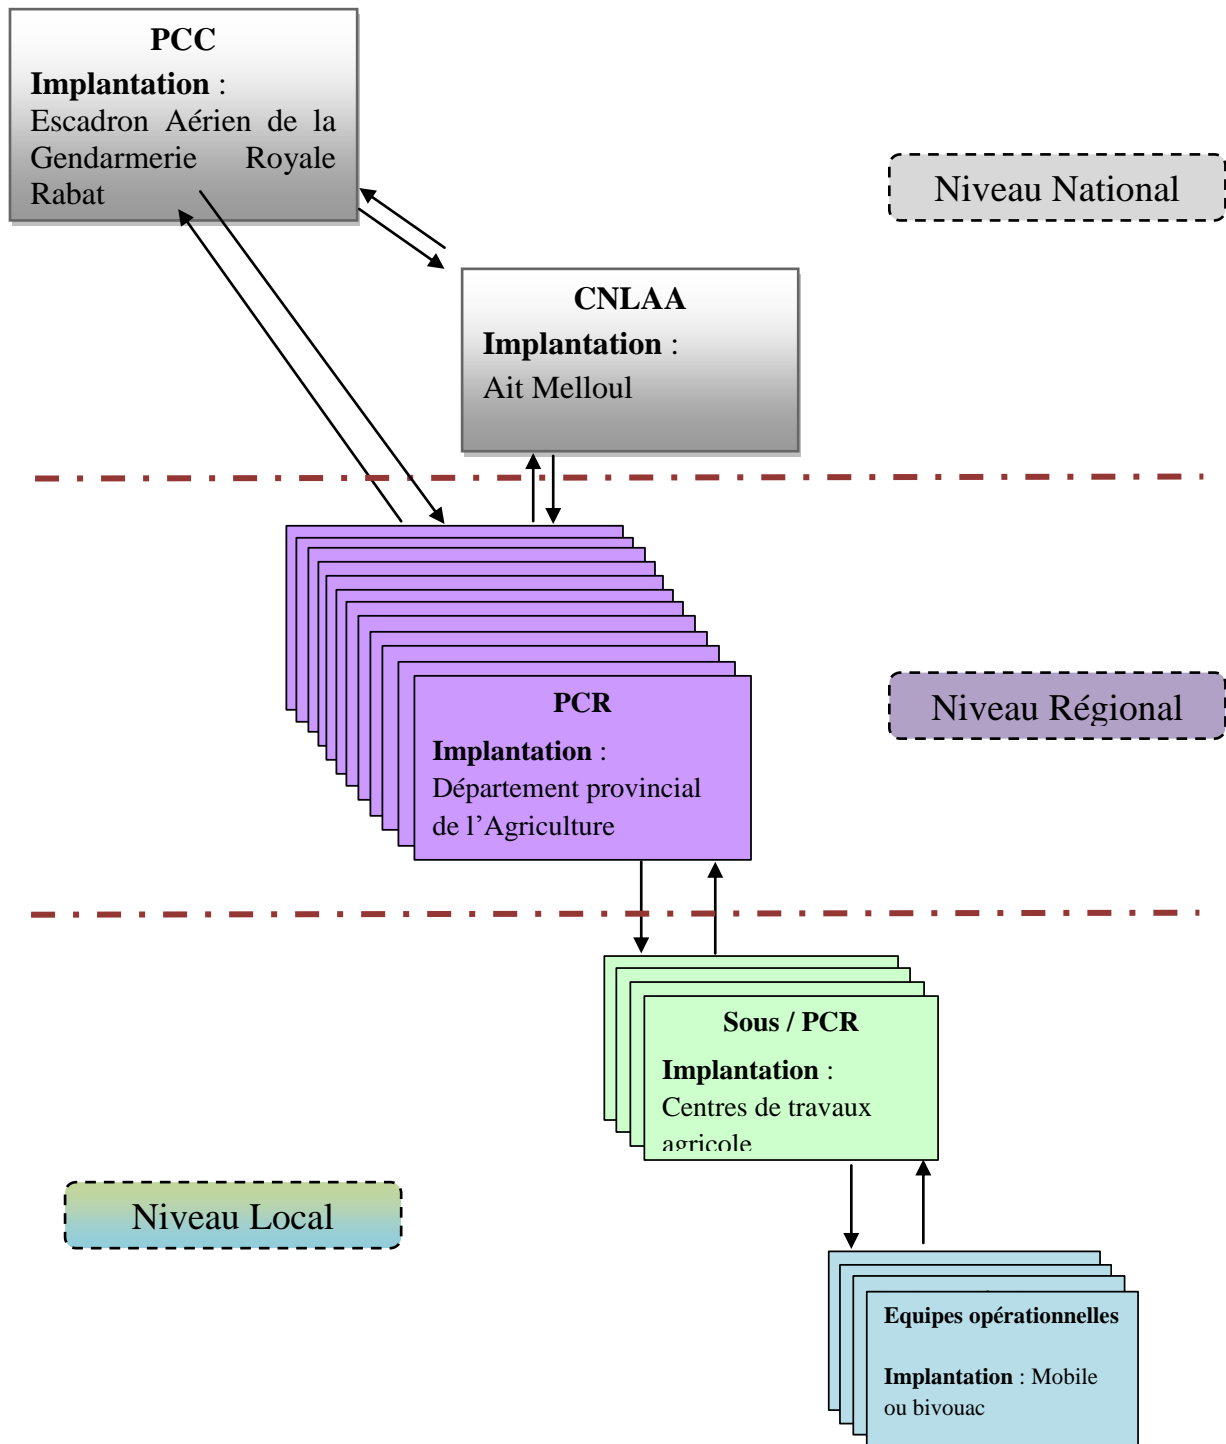 PCC
Implantation :
Escadron Aérien de la
Gendarmerie Royale
Rabat
Niveau National
CNLAA
Implantation :
Ait Melloul
PCR
Implantation :
Département provincial
de l’Agriculture
Niveau Régional
Sous / PCR
Implantation :
Centres de travaux
agricole
Niveau Local
Equipes opérationnelles
Implantation : Mobile
ou bivouac